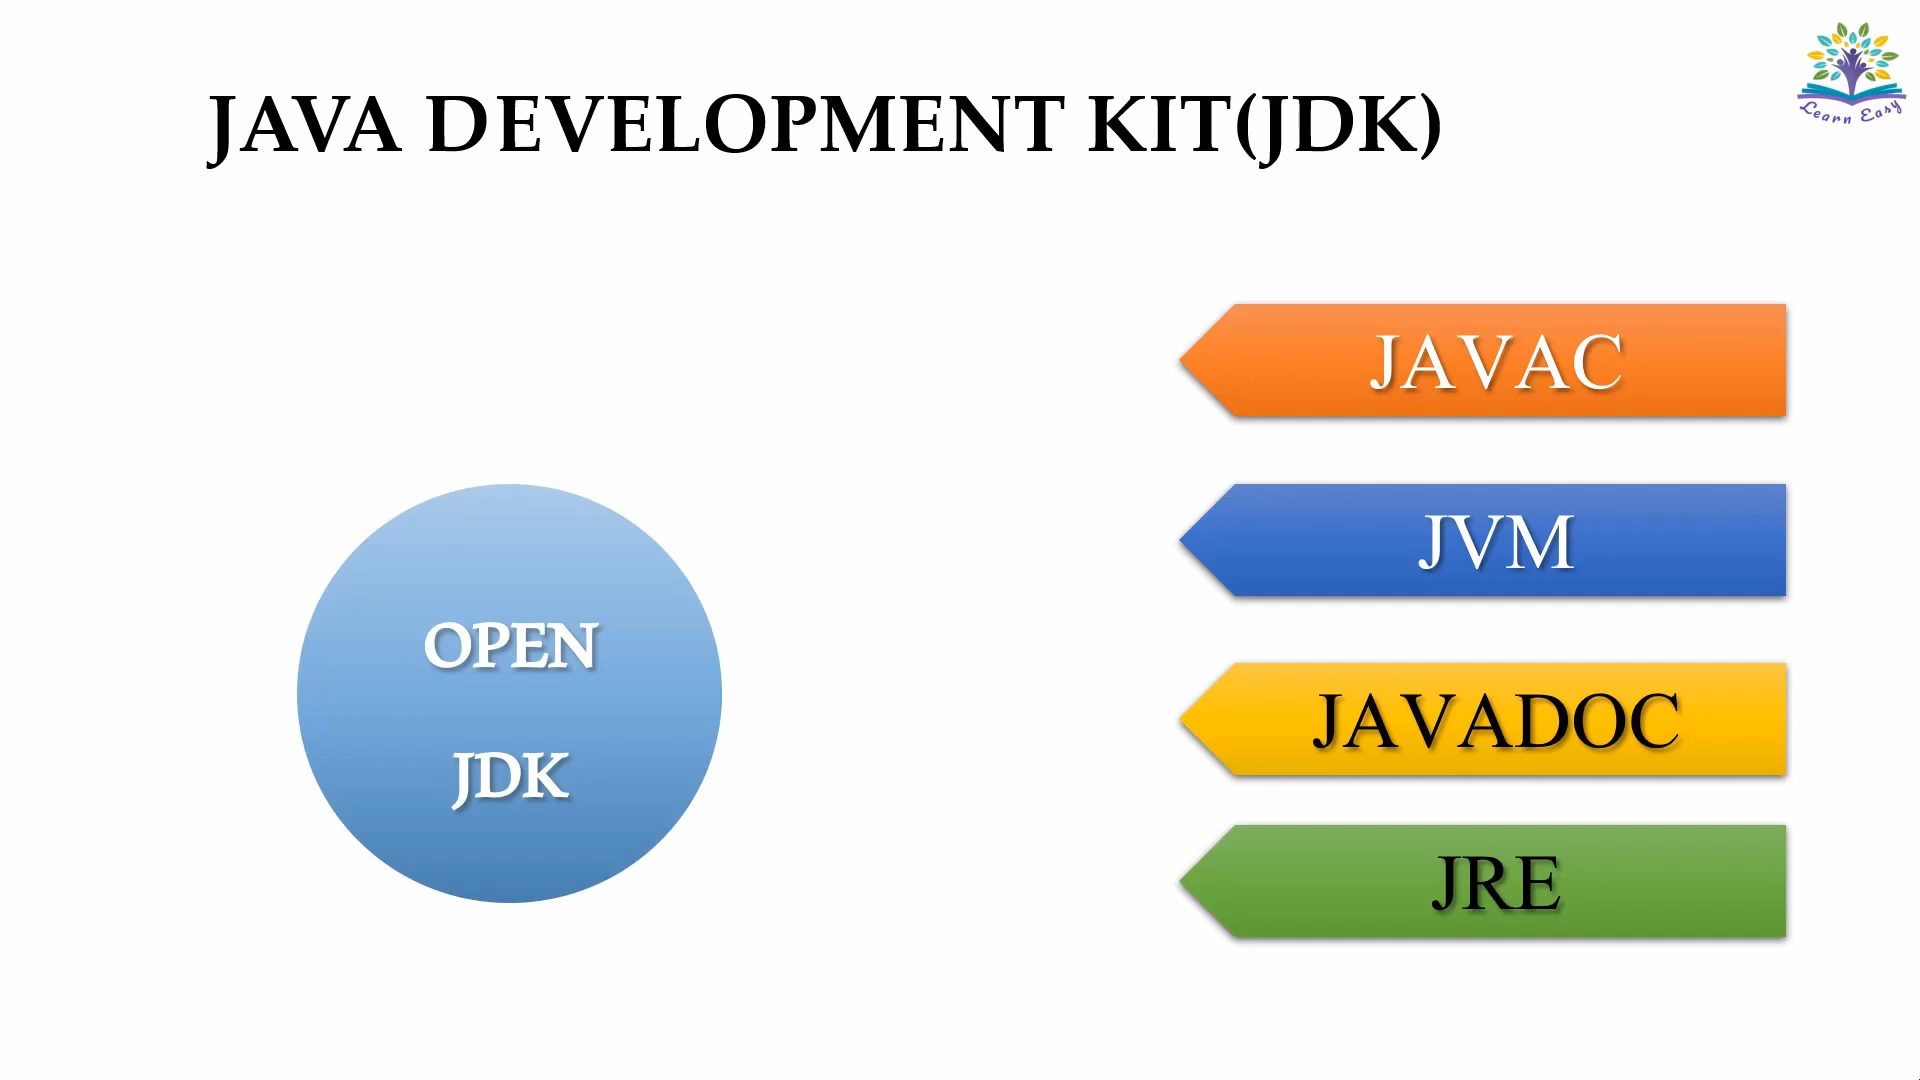 JAVA DEVELOPMENT KIT(JDK)
Learn Easy
JAVAC
JVM
OPEN
JDK
JAVADOC
JRE